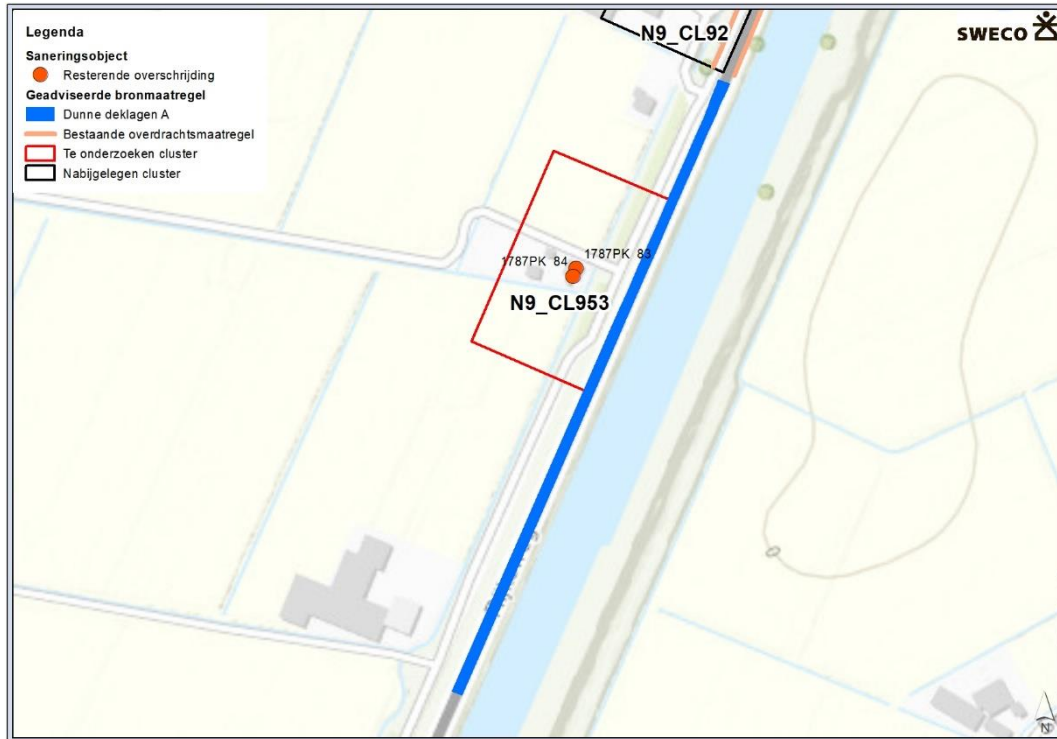 Legenda
Saneringsobject
Resterende overschrijding
Geadviseerde bronmaatregel
Dunne deklagen A
Bestaande overdrachtsmaatregel
Te onderzoeken cluster
Nabijgelegen cluster
N9_CL92
SWECO
1787PK 83
1787PK 84
N9_CL953
0
N